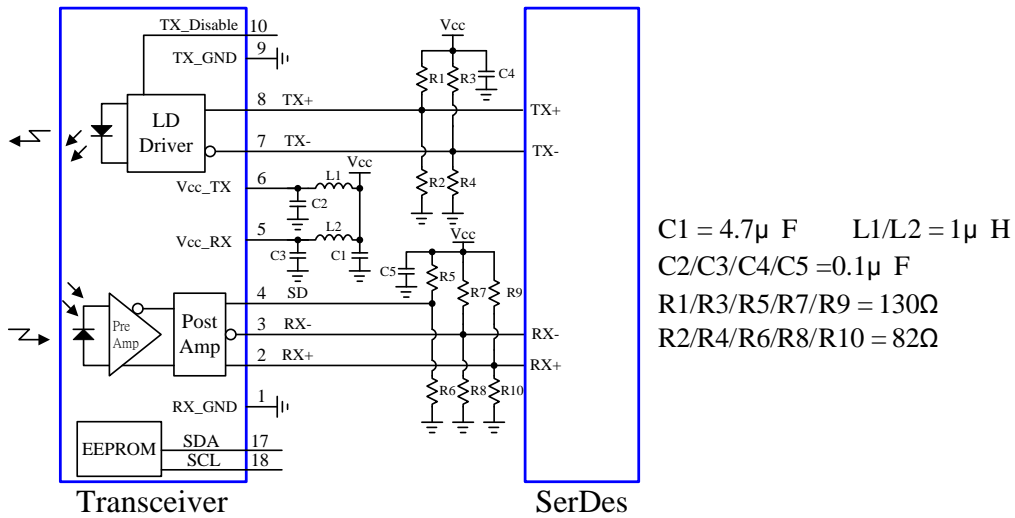 TX_Disable 10
TX_GND 9
Vcc
R1 R3 C4
8 TX+ TX+
LD Driver
7 TX- TX-
Vcc
R2 R4
Vcc_TX 6 L1
C2
Vcc_RX 5 L2
Vcc
C3 C1
C5 R5 R7 R9
4 SD
Pre Amp
Post Amp
3 RX- RX-
2 RX+ RX+
R6 R8 R10
RX_GND 1
EEPROM
SDA 17
SCL 18
Transceiver SerDes
C1 = 4.7μ F L1/L2 = 1μ H
C2/C3/C4/C5 =0.1μ F
R1/R3/R5/R7/R9 = 130Ω
R2/R4/R6/R8/R10 = 82Ω